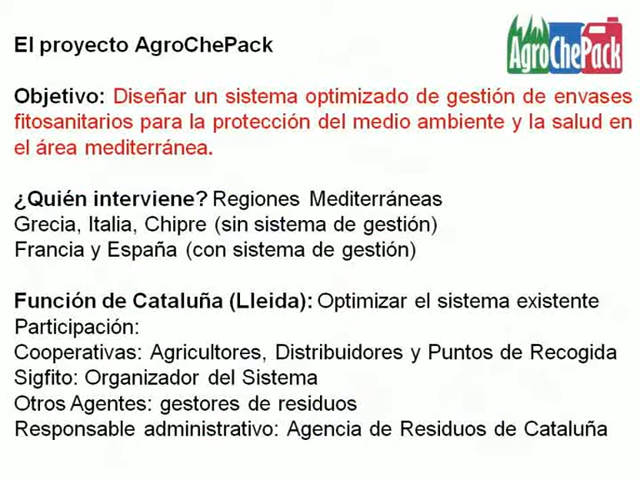 El proyecto AgroChePack
AgroChePack
Objetivo: Diseñar un sistema optimizado de gestión de envases
fitosanitarios para la protección del medio ambiente y la salud en
el área mediterránea.
¿Quién interviene? Regiones Mediterráneas
Grecia, Italia, Chipre (sin sistema de gestión)
Francia y España (con sistema de gestión)
Función de Cataluña (Lleida): Optimizar el sistema existente
Participación:
Cooperativas: Agricultores, Distribuidores y Puntos de Recogida
Sigfito: Organizador del Sistema
Otros Agentes: gestores de residuos
Responsable administrativo: Agencia de Residuos de Cataluña